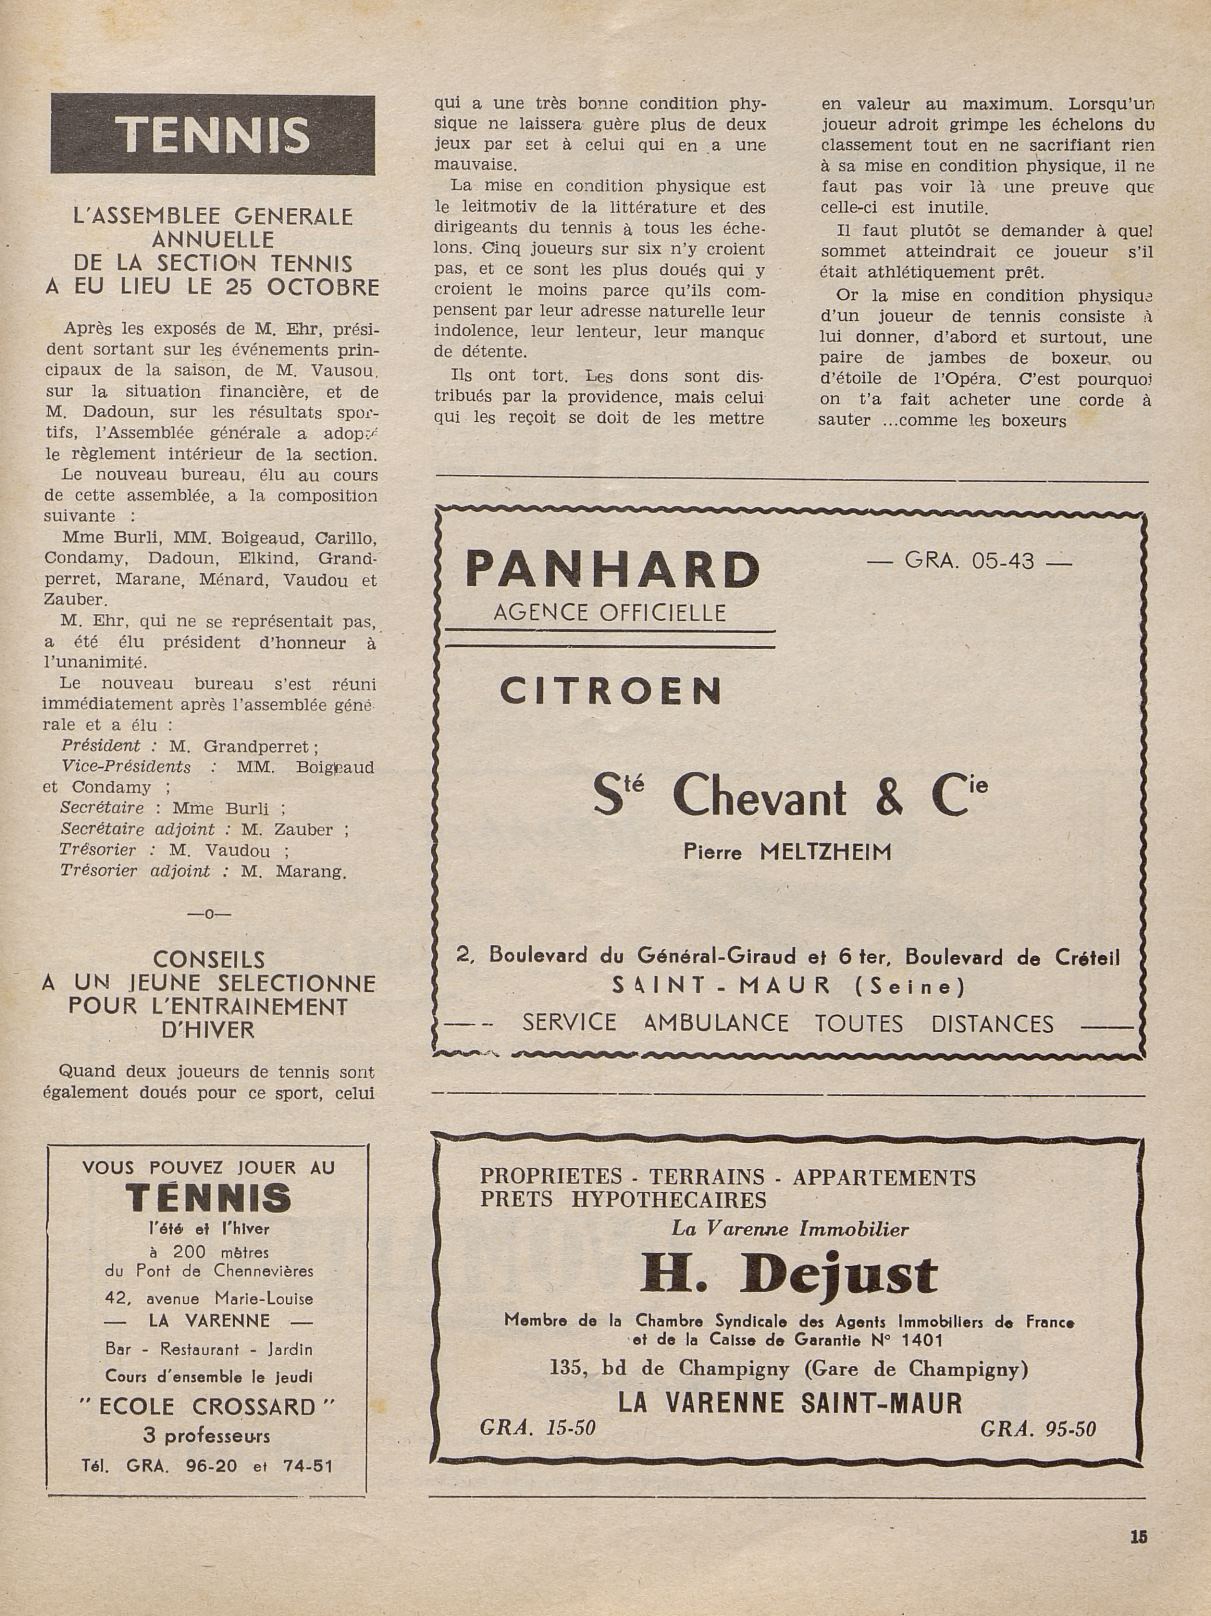 TENNIS
L'ASSEMBLEE GENERALE
ANNUELLE
DE LA SECTION TENNIS
A EU LIEU LE 25 OCTOBRE
Après les exposés de M. Ehr, prési-
dent sortant sur les événements prin-
cipaux de la saison, de M. Vausou,
sur la situation financière, et de
M. Dadoun, sur les résultats spor-
tifs, l'Assemblée générale a adopté
le règlement intérieur de la section.
Le nouveau bureau, élu au cours
de cette assemblée, a la composition
suivante :
Mme Burli, MM. Boigeaud, Carillo,
Condamy, Dadoun, Elkind, Grand-
perret, Marane, Ménard, Vaudou et
Zauber.
M. Ehr, qui ne se représentait pas,
a été élu président d'honneur à
l'unanimité.
Le nouveau bureau s'est réuni
immédiatement après l'assemblée géné-
rale et a élu :
Président : M. Grandperret ;
Vice-Présidents : MM. Boigeaud
et Condamy ;
Secrétaire : Mme Burli ;
Secrétaire adjoint : M. Zauber ;
Trésorier : M. Vaudou ;
Trésorier adjoint : M. Marang.
—o—
CONSEILS
A UN JEUNE SELECTIONNE
POUR L'ENTRAINEMENT
D'HIVER
Quand deux joueurs de tennis sont
également doués pour ce sport, celui
qui a une très bonne condition phy-
sique ne laissera guère plus de deux
jeux par set à celui qui en a une
mauvaise.
La mise en condition physique est
le leitmotiv de la littérature et des
dirigeants du tennis à tous les éche-
lons. Cinq joueurs sur six n'y croient
pas, et ce sont les plus doués qui y
croient le moins parce qu'ils com-
pensent par leur adresse naturelle leur
indolence, leur lenteur, leur manque
de détente.
Ils ont tort. Les dons sont dis-
tribués par la providence, mais celui
qui les reçoit se doit de les mettre
en valeur au maximum. Lorsqu'un
joueur adroit grimpe les échelons du
classement tout en ne sacrifiant rien
à sa mise en condition physique, il ne
faut pas voir là une preuve que
celle-ci est inutile.
Il faut plutôt se demander à quel
sommet atteindrait ce joueur s'il
était athlétiquement prêt.
Or la mise en condition physique
d'un joueur de tennis consiste à
lui donner, d'abord et surtout, une
paire de jambes de boxeur, ou
d'étoile de l'Opéra. C'est pourquoi
on t'a fait acheter une corde à
sauter ...comme les boxeurs
PANHARD
— GRA. 05-43 —
AGENCE OFFICIELLE
CITROEN
Sté Chevant & Cie
Pierre MELTZHEIM
2, Boulevard du Général-Giraud et 6 ter, Boulevard de Créteil
SAINT-MAUR (Seine)
—— SERVICE AMBULANCE TOUTES DISTANCES ——
VOUS POUVEZ JOUER AU
TENNIS
l'été et l'hiver
à 200 mètres
du Pont de Chennevières
42, avenue Marie-Louise
— LA VARENNE —
Bar - Restaurant - Jardin
Cours d'ensemble le jeudi
" ECOLE CROSSARD "
3 professeurs
Tél. GRA. 96-20 et 74-51
PROPRIETES - TERRAINS - APPARTEMENTS
PRETS HYPOTHECAIRES
La Varenne Immobilier
H. Dejust
Membre de la Chambre Syndicale des Agents Immobiliers de France
et de la Caisse de Garantie N° 1401
135, bd de Champigny (Gare de Champigny)
LA VARENNE SAINT-MAUR
GRA. 15-50 GRA. 95-50
15